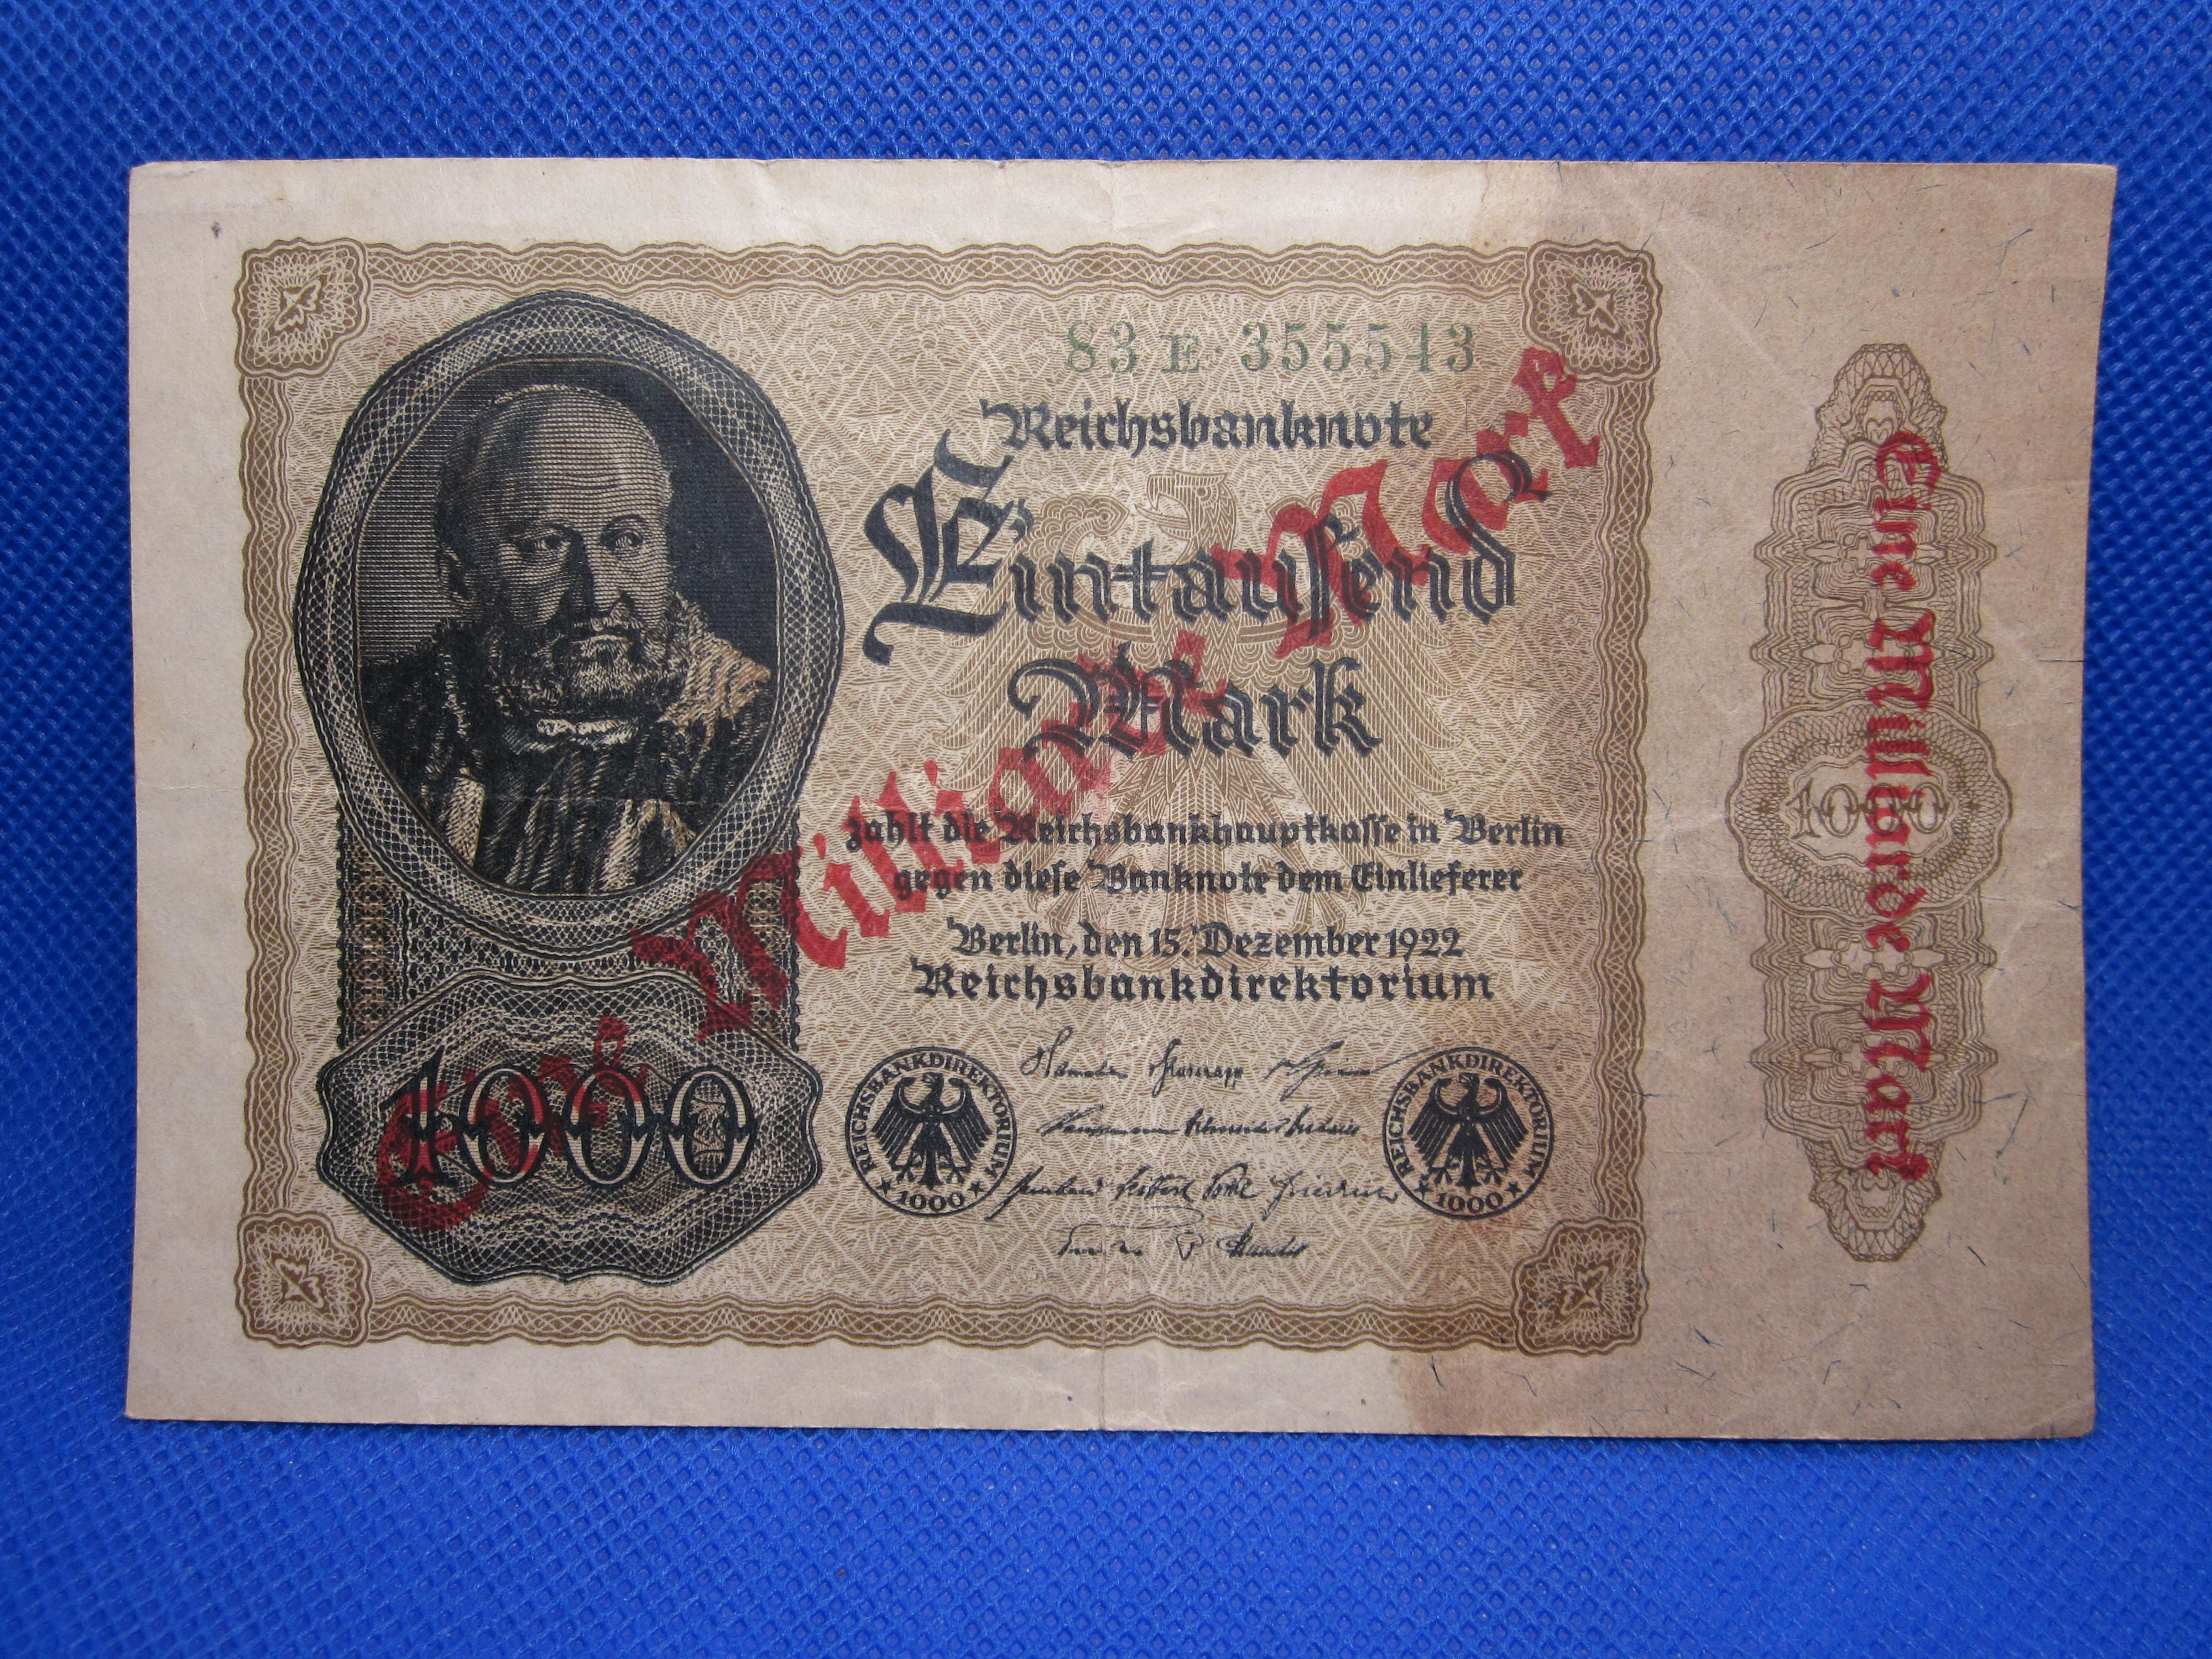 83 E· 355543
Reichsbanknote
Eintausend
Mark
zahlt die Reichsbankhauptkasse in Berlin
gegen diese Banknote dem Einlieferer
Berlin, den 15. Dezember 1922
Reichsbankdirektorium
1000
REICHSBANKDIREKTORIUM
★ 1000 ★
REICHSBANKDIREKTORIUM
★ 1000 ★
Eine Milliarde Mark
1000
Eine Milliarde Mark